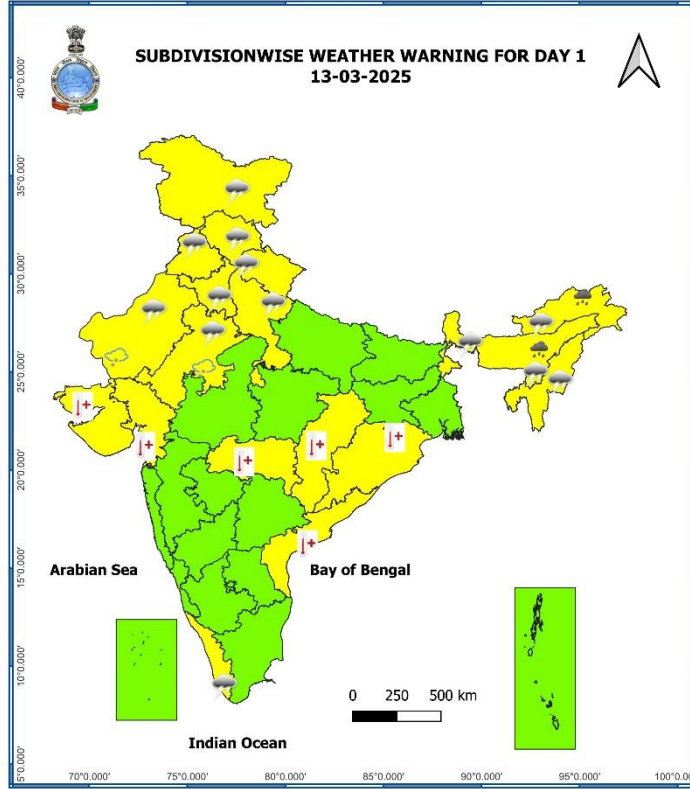 SUBDIVISIONWISE WEATHER WARNING FOR DAY 1
13-03-2025
40°0.000'
35°0.000'
30°0.000'
25°0.000'
20°0.000'
15°0.000'
10°0.000'
5°0.000'
Arabian Sea
Bay of Bengal
0 250 500 km
Indian Ocean
70°0.000' 75°0.000' 80°0.000' 85°0.000' 90°0.000' 95°0.000' 100°0.000